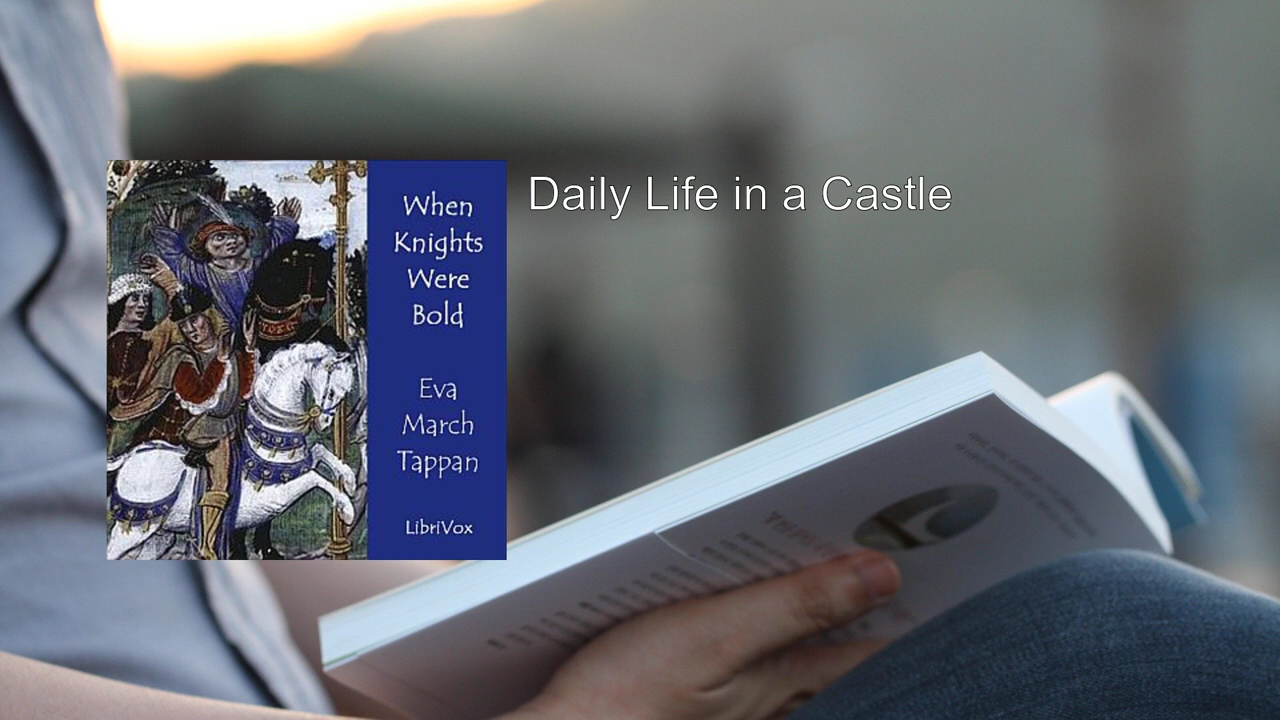 When
Knights
Were
Bold
Eva
March
Tappan
LibriVox
Daily Life in a Castle